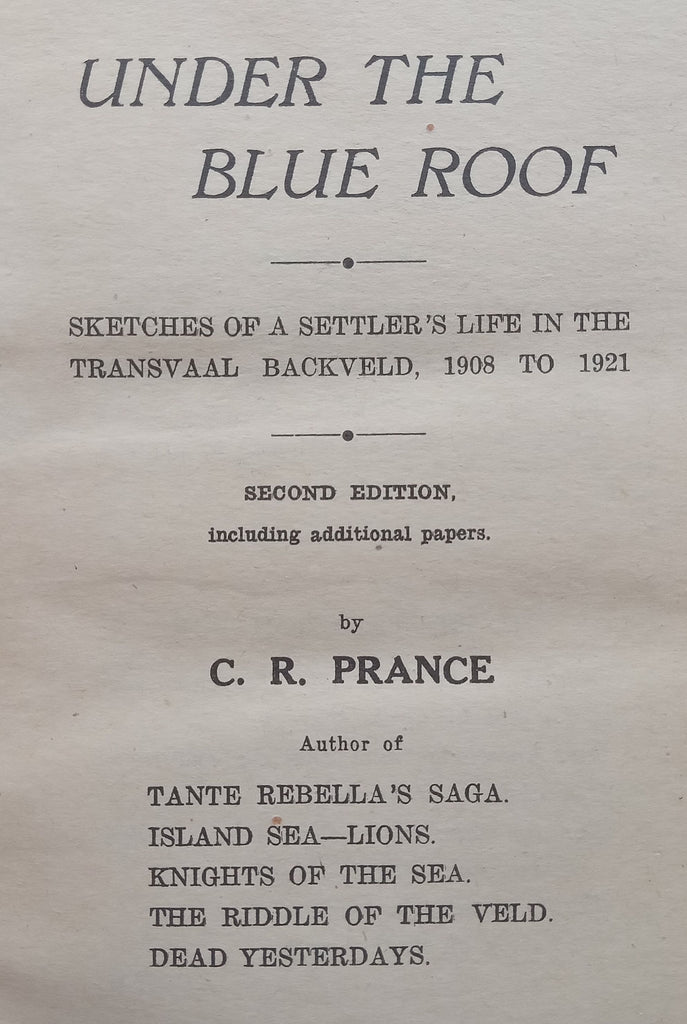 UNDER THE
BLUE ROOF
SKETCHES OF A SETTLER'S LIFE IN THE
TRANSVAAL BACKVELD, 1908 TO 1921
SECOND EDITION,
including additional papers.
by
C. R. PRANCE
Author of
TANTE REBELLA'S SAGA.
ISLAND SEA—LIONS.
KNIGHTS OF THE SEA.
THE RIDDLE OF THE VELD.
DEAD YESTERDAYS.